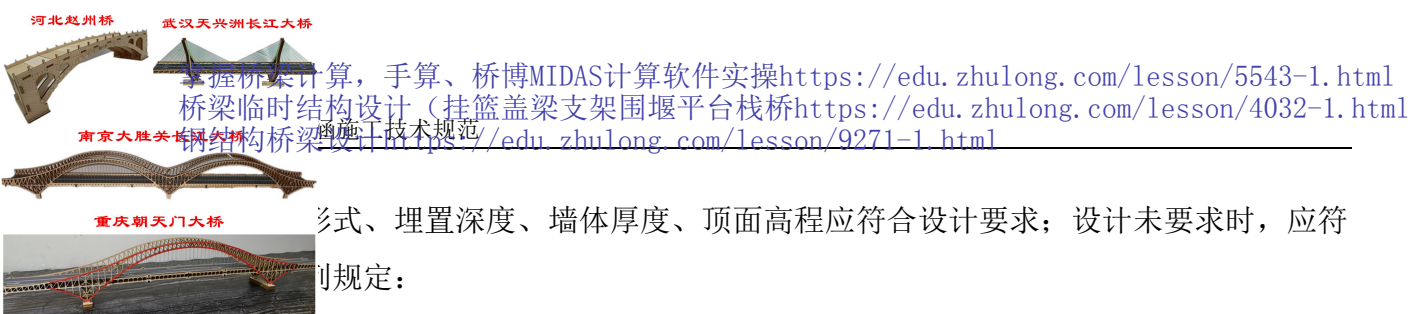 河北赵州桥
武汉天兴洲长江大桥
掌握桥梁计算，手算、桥博MIDAS计算软件实操https://edu.zhulong.com/lesson/5543-1.html
桥梁临时结构设计（挂篮盖梁支架围堰平台栈桥https://edu.zhulong.com/lesson/4032-1.html
涵施工技术规范
南京大胜关长江大桥
钢结构桥梁设计https://edu.zhulong.com/lesson/9271-1.html
重庆朝天门大桥
形式、埋置深度、墙体厚度、顶面高程应符合设计要求；设计未要求时，应符
列规定：